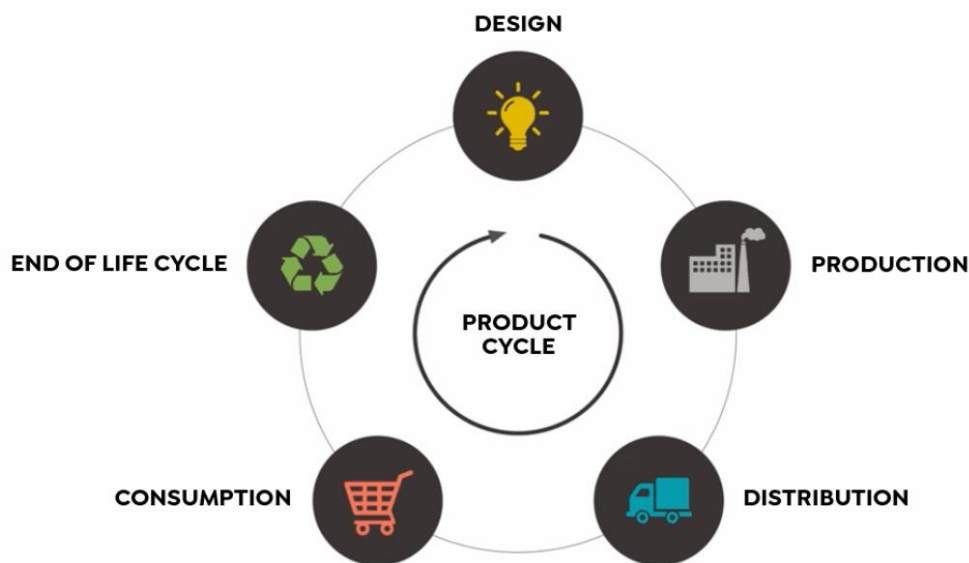 DESIGN
PRODUCTION
DISTRIBUTION
CONSUMPTION
END OF LIFE CYCLE
PRODUCT
CYCLE